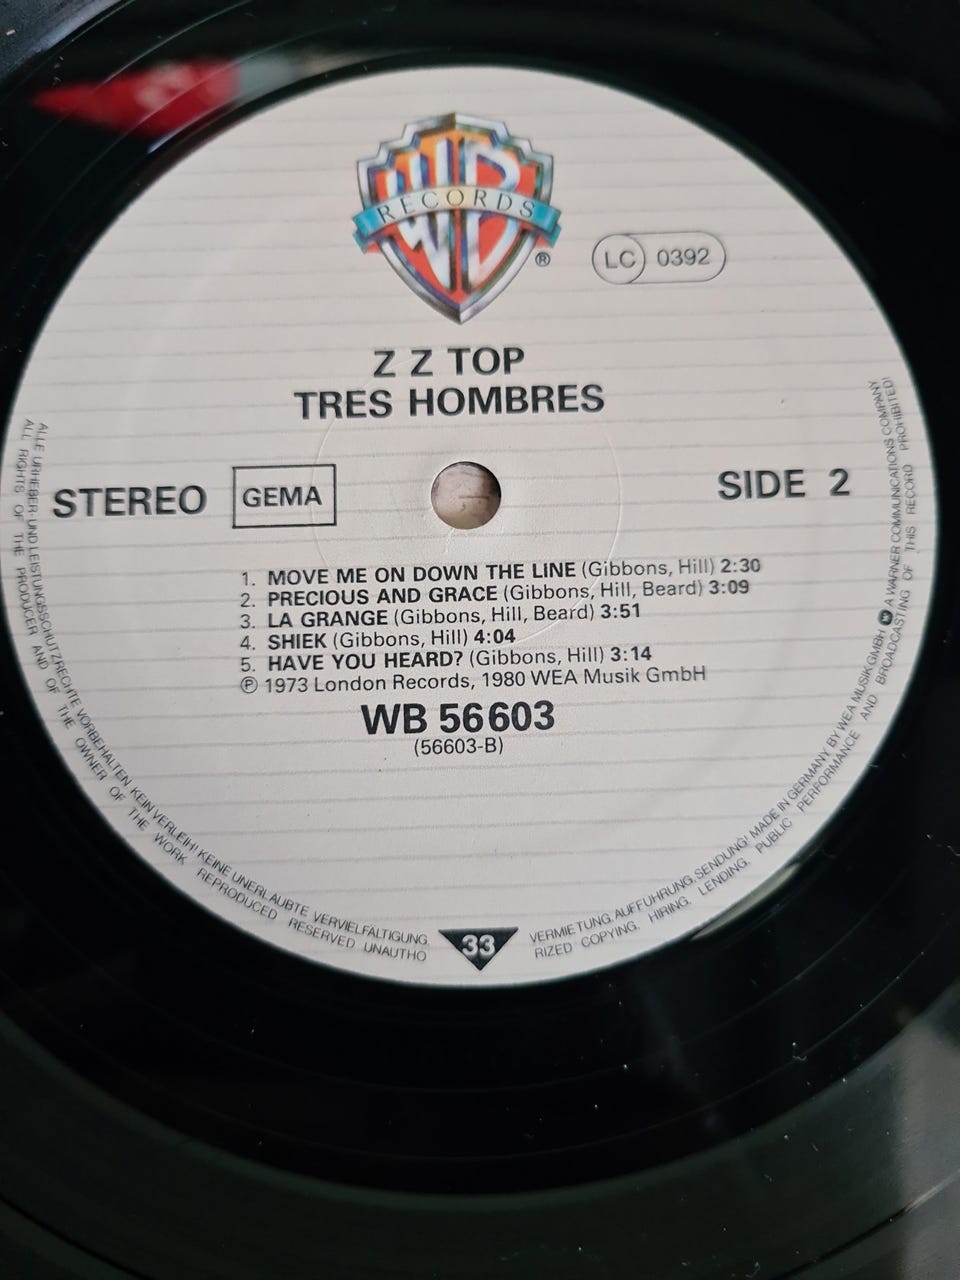 WB
RECORDS
®
LC 0392
Z Z TOP
TRES HOMBRES
STEREO GEMA SIDE 2
1. MOVE ME ON DOWN THE LINE (Gibbons, Hill) 2:30
2. PRECIOUS AND GRACE (Gibbons, Hill, Beard) 3:09
3. LA GRANGE (Gibbons, Hill, Beard) 3:51
4. SHIEK (Gibbons, Hill) 4:04
5. HAVE YOU HEARD? (Gibbons, Hill) 3:14
℗ 1973 London Records, 1980 WEA Musik GmbH
WB 56603
(56603-B)
33
ALLE URHEBER- UND LEISTUNGSSCHUTZRECHTE VORBEHALTEN KEIN VERLEIH! KEINE UNERLAUBTE VERVIELFÄLTIGUNG, VERMIETUNG, AUFFÜHRUNG, SENDUNG! MADE IN GERMANY BY WEA MUSIK GMBH W A WARNER COMMUNICATIONS COMPANY
ALL RIGHTS OF THE PRODUCER AND OF THE OWNER OF THE WORK REPRODUCED RESERVED UNAUTHO RIZED COPYING, HIRING, LENDING, PUBLIC PERFORMANCE AND BROADCASTING OF THIS RECORD PROHIBITED!